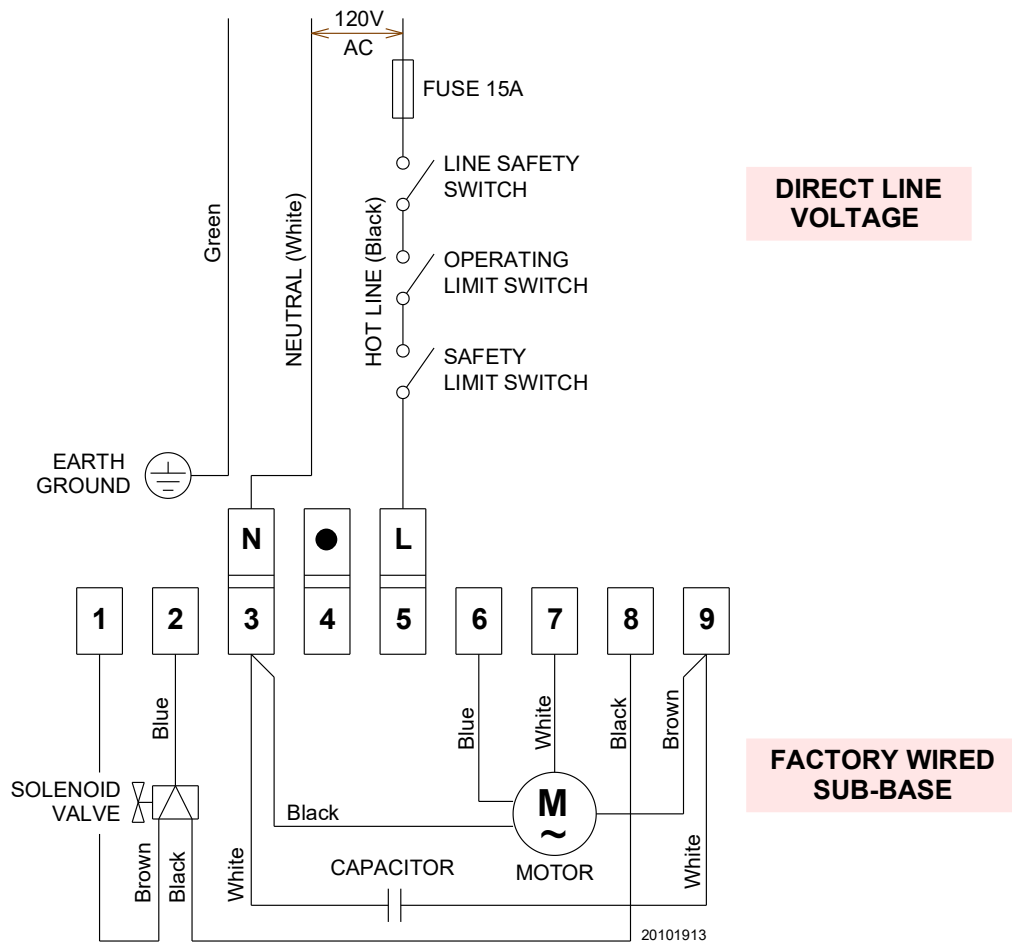 120V
AC
FUSE 15A
LINE SAFETY
SWITCH
DIRECT LINE
VOLTAGE
Green
NEUTRAL (White)
HOT LINE (Black)
OPERATING
LIMIT SWITCH
SAFETY
LIMIT SWITCH
EARTH
GROUND
N
L
1
2
3
4
5
6
7
8
9
Blue
Blue
White
Black
Brown
SOLENOID
VALVE
M
~
FACTORY WIRED
SUB-BASE
Black
Brown
Black
White
CAPACITOR
MOTOR
White
20101913